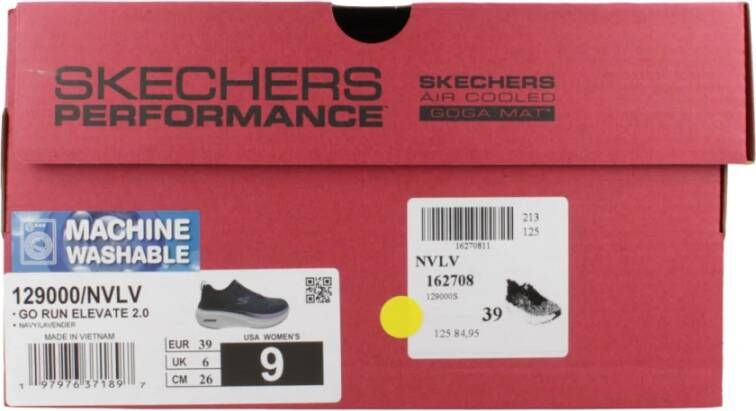 SKECHERS
PERFORMANCE
SKECHERS
AIR COOLED
GOGA MAT™
MACHINE
WASHABLE
129000/NVLV
• GO RUN ELEVATE 2.0
• NAVY/LAVENDER
MADE IN VIETNAM
1 97976 37189 7
EUR 39
UK 6
CM 26
USA WOMEN'S
9
213
125
16270811
NVLV
162708
129000S
39
125 84,95